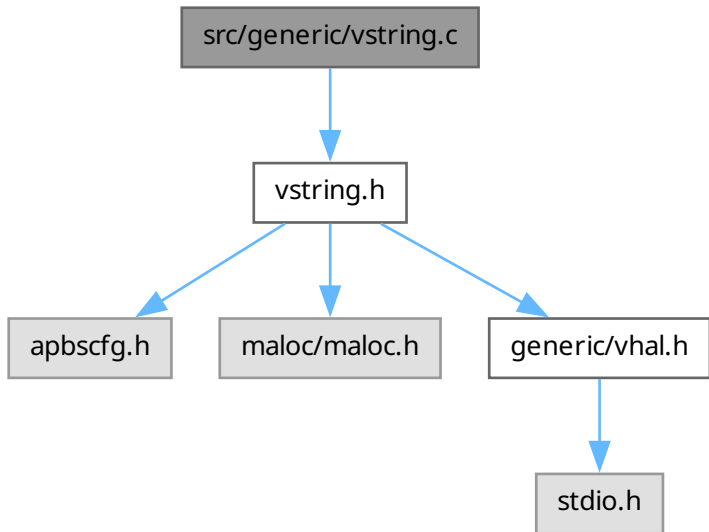 src/generic/vstring.c
vstring.h
apbscfg.h
maloc/maloc.h
generic/vhal.h
stdio.h